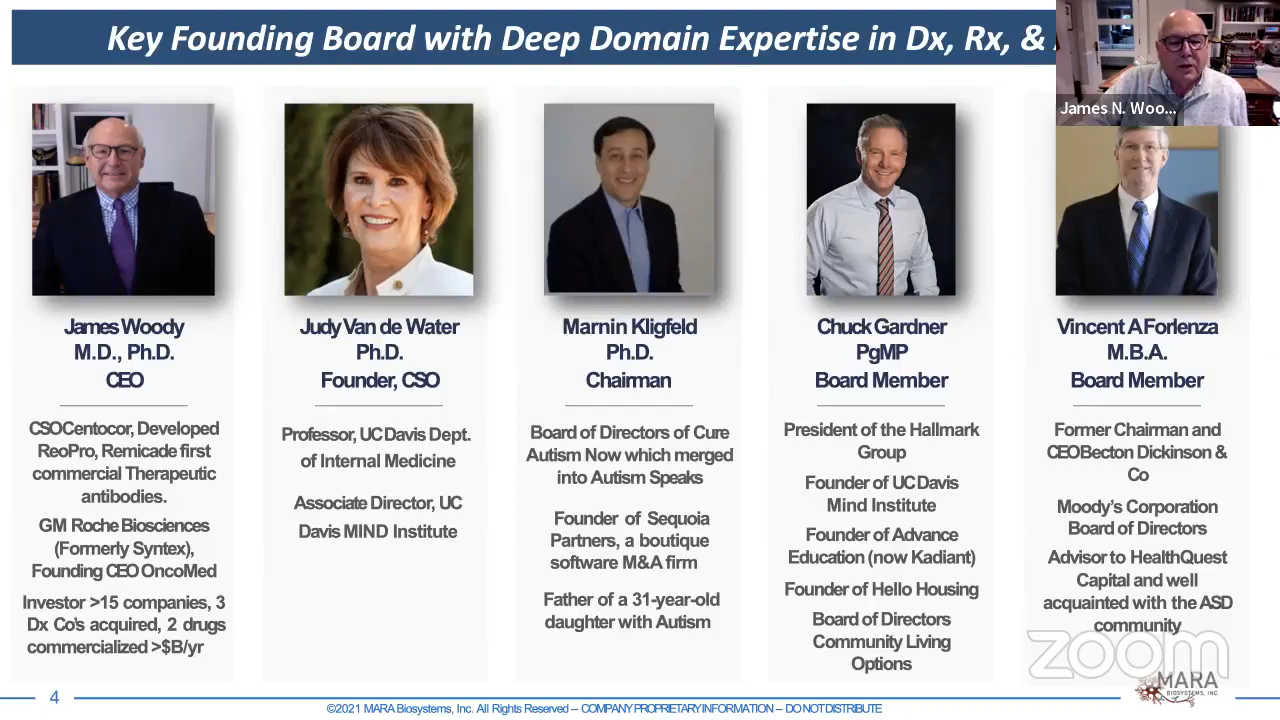 Key Founding Board with Deep Domain Expertise in Dx, Rx, &
James N. Woo...
James Woody
M.D., Ph.D.
CEO
CSO Centocor, Developed
ReoPro, Remicade first
commercial Therapeutic
antibodies.
GM Roche Biosciences
(Formerly Syntex),
Founding CEO OncoMed
Investor >15 companies, 3
Dx Co's acquired, 2 drugs
commercialized >$B/yr
Judy Van de Water
Ph.D.
Founder, CSO
Professor, UC Davis Dept.
of Internal Medicine
Associate Director, UC
Davis MIND Institute
Marnin Kligfeld
Ph.D.
Chairman
Board of Directors of Cure
Autism Now which merged
into Autism Speaks
Founder of Sequoia
Partners, a boutique
software M&A firm
Father of a 31-year-old
daughter with Autism
Chuck Gardner
PgMP
Board Member
President of the Hallmark
Group
Founder of UC Davis
Mind Institute
Founder of Advance
Education (now Kadiant)
Founder of Hello Housing
Board of Directors
Community Living
Options
Vincent A Forlenza
M.B.A.
Board Member
Former Chairman and
CEO Becton Dickinson &
Co
Moody's Corporation
Board of Directors
Advisor to HealthQuest
Capital and well
acquainted with the ASD
community
zoom
MARA
BIOSYSTEMS, INC.
4
©2021 MARA Biosystems, Inc. All Rights Reserved -- COMPANY PROPRIETARY INFORMATION -- DO NOT DISTRIBUTE